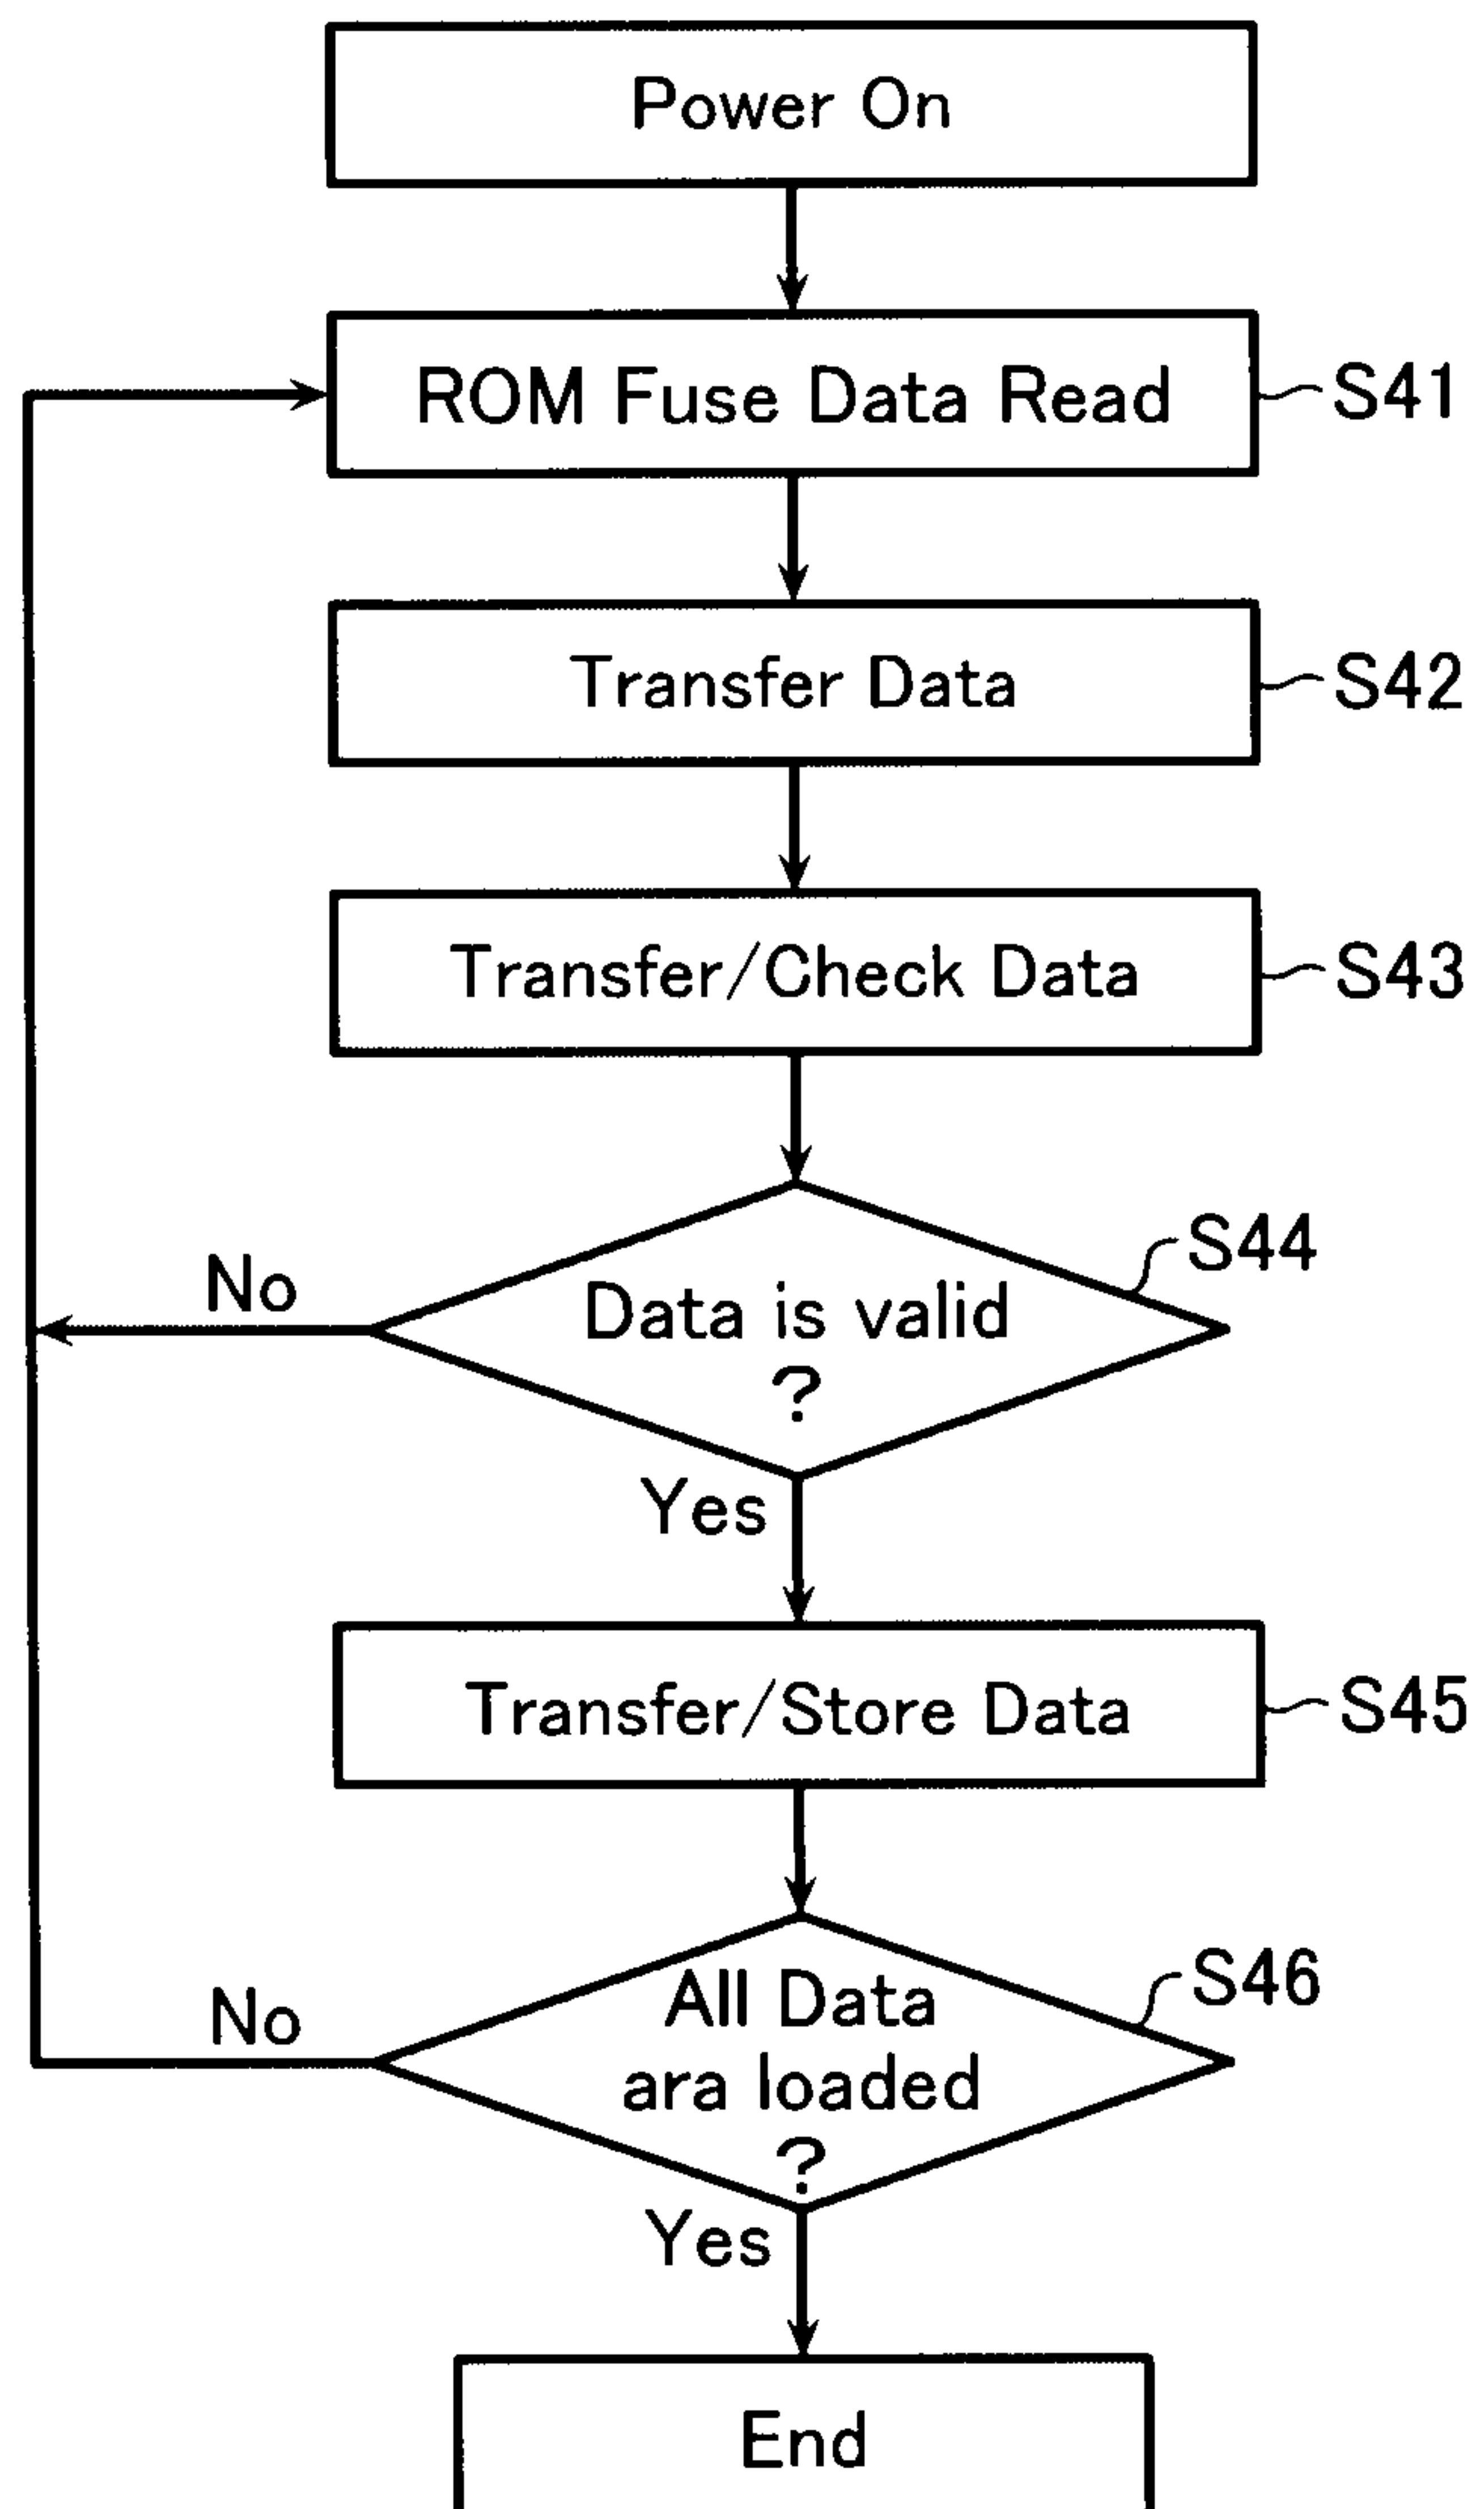 Power On
ROM Fuse Data Read
S41
Transfer Data
S42
Transfer/Check Data
S43
S44
No
Data is valid
?
Yes
Transfer/Store Data
S45
S46
No
All Data
ara loaded
?
Yes
End